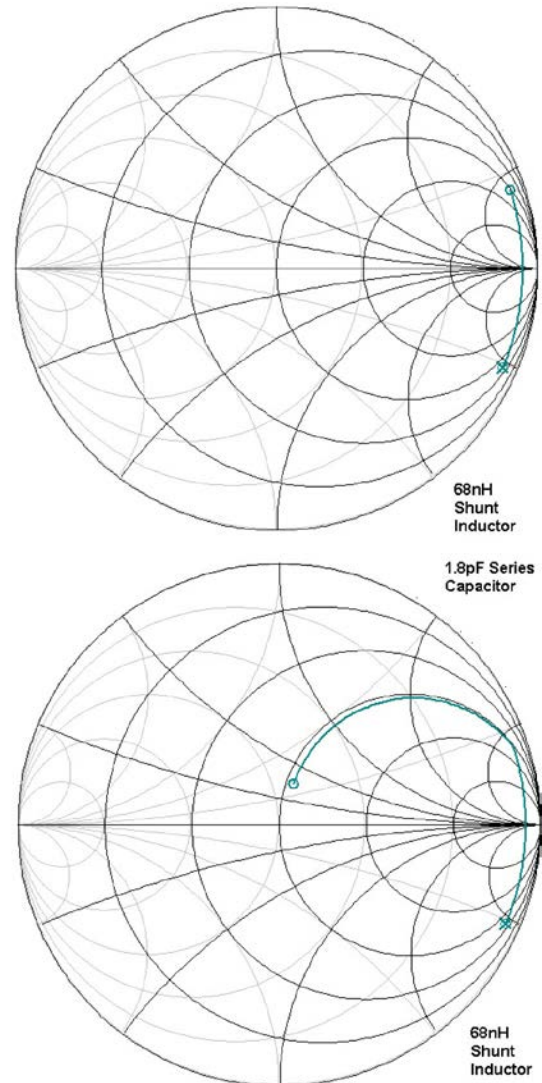 68nH
Shunt
Inductor
1.8pF Series
Capacitor
68nH
Shunt
Inductor